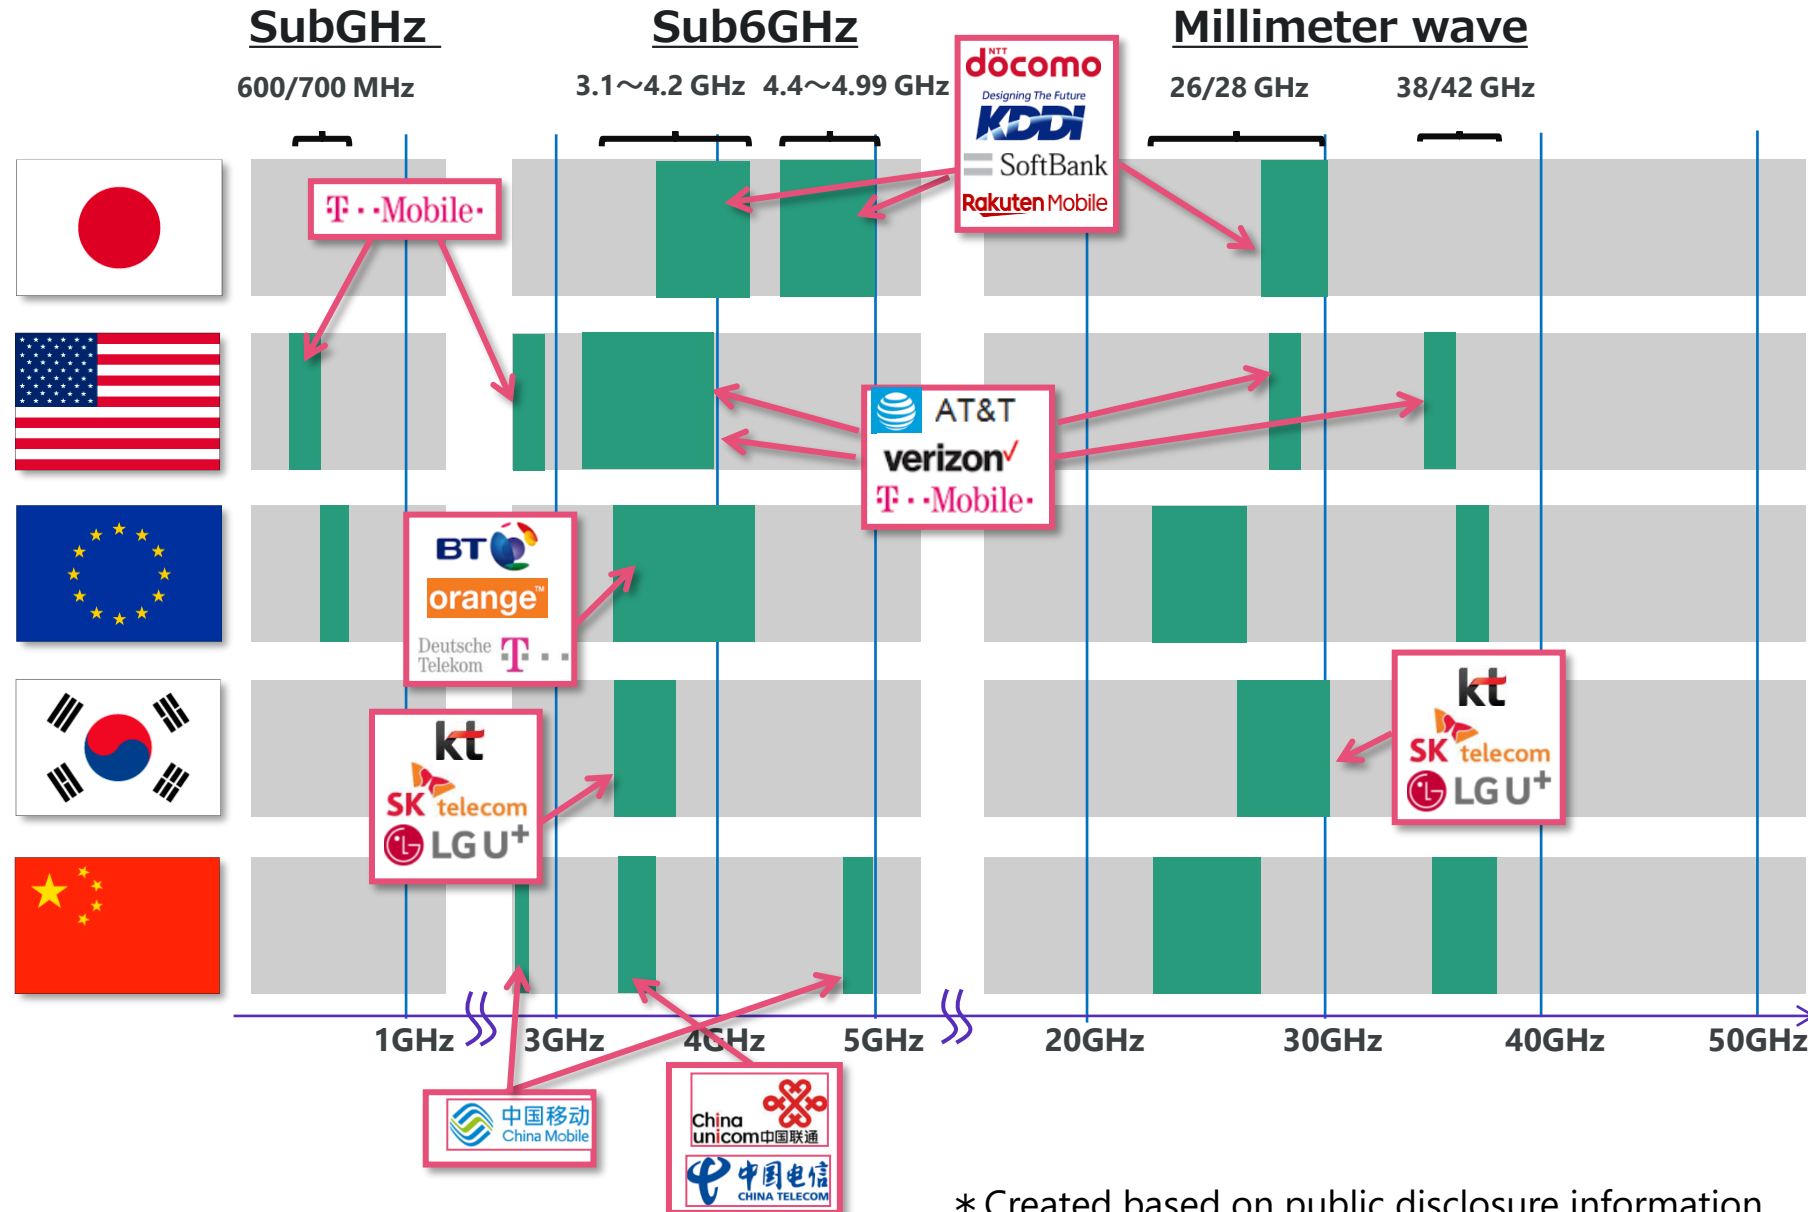 SubGHz
Sub6GHz
Millimeter wave
600/700 MHz
3.1～4.2 GHz
4.4～4.99 GHz
26/28 GHz
38/42 GHz
NTT
döcomo
Designing The Future
KDDI
SoftBank
Rakuten Mobile
T··Mobile·
AT&T
verizon✓
T··Mobile·
BT
orange™
Deutsche
Telekom
T···
kt
SK telecom
LG U+
kt
SK telecom
LG U+
1GHz
3GHz
4GHz
5GHz
20GHz
30GHz
40GHz
50GHz
中国移动
China Mobile
China
unicom中国联通
中国电信
CHINA TELECOM
＊Created based on public disclosure information